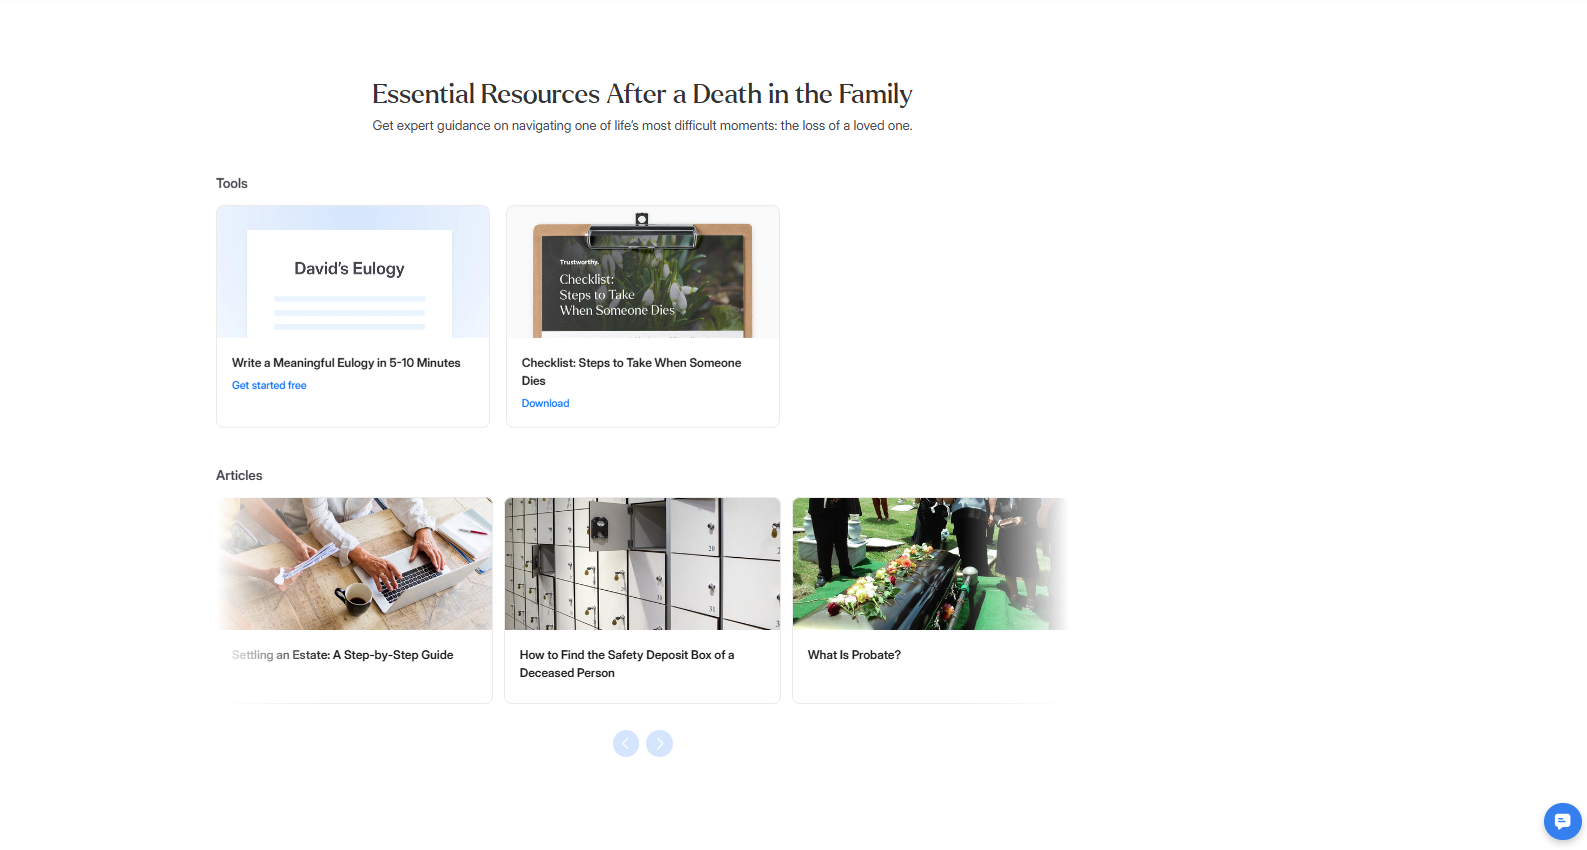 Essential Resources After a Death in the Family
Get expert guidance on navigating one of life's most difficult moments: the loss of a loved one.
Tools
David's Eulogy
Trustworthy.
Checklist:
Steps to Take
When Someone Dies
Write a Meaningful Eulogy in 5-10 Minutes
Get started free
Checklist: Steps to Take When Someone
Dies
Download
Articles
Settling an Estate: A Step-by-Step Guide
How to Find the Safety Deposit Box of a
Deceased Person
What Is Probate?